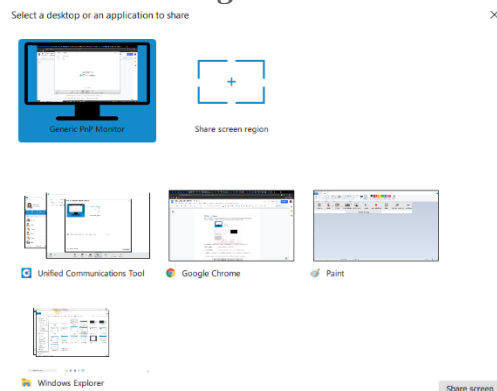 Select a desktop or an application to share
Generic PnP Monitor
Share screen region
Unified Communications Tool
Google Chrome
Paint
Windows Explorer
Share screen